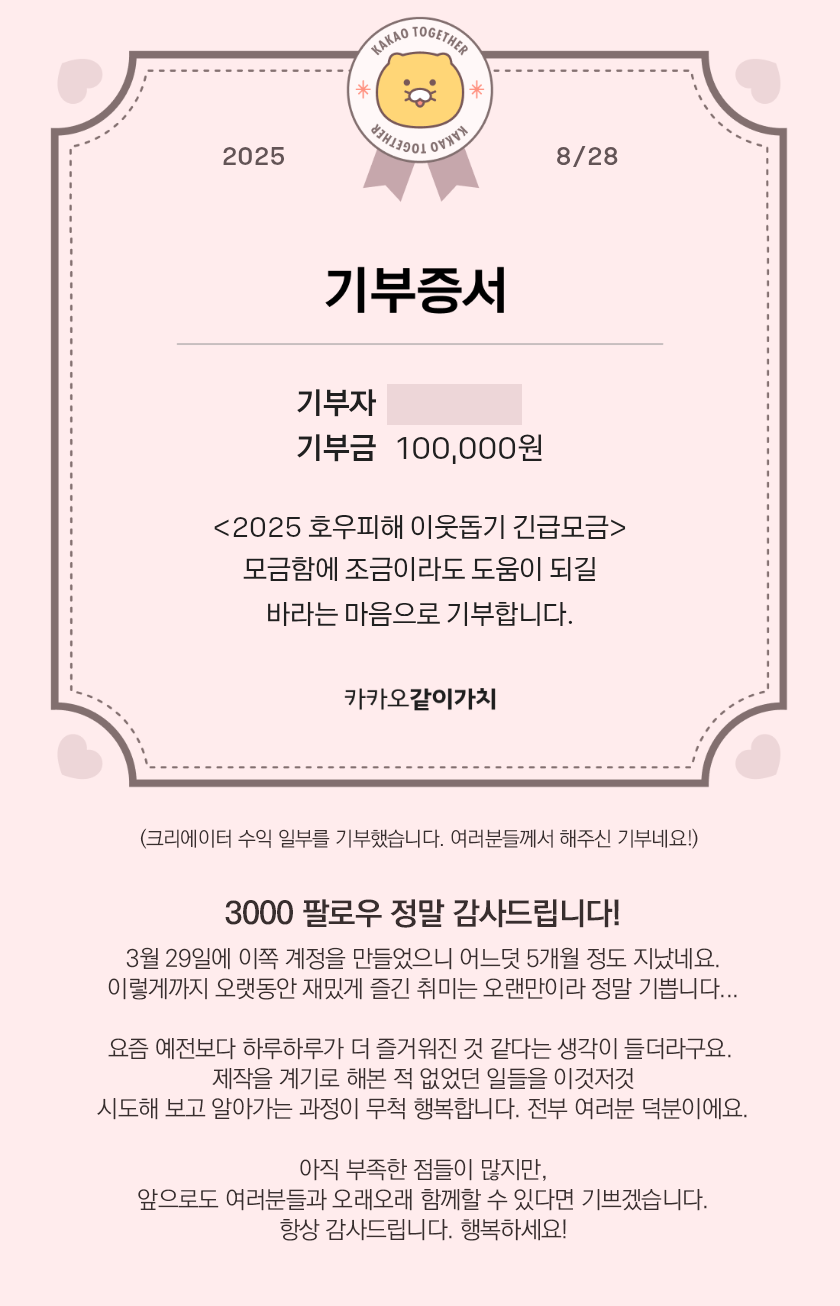 KAKAO TOGETHER
KAKAO TOGETHER
2025
8/28
기부증서
기부자
기부금 100,000원
<2025 호우피해 이웃돕기 긴급모금>
모금함에 조금이라도 도움이 되길
바라는 마음으로 기부합니다.
카카오같이가치
(크리에이터 수익 일부를 기부했습니다. 여러분들께서 해주신 기부네요!)
3000 팔로우 정말 감사드립니다!
3월 29일에 이쪽 계정을 만들었으니 어느덧 5개월 정도 지났네요.
이렇게까지 오랫동안 재밌게 즐긴 취미는 오랜만이라 정말 기쁩니다...
요즘 예전보다 하루하루가 더 즐거워진 것 같다는 생각이 들더라구요.
제작을 계기로 해본 적 없었던 일들을 이것저것
시도해 보고 알아가는 과정이 무척 행복합니다. 전부 여러분 덕분이에요.
아직 부족한 점들이 많지만,
앞으로도 여러분들과 오래오래 함께할 수 있다면 기쁘겠습니다.
항상 감사드립니다. 행복하세요!